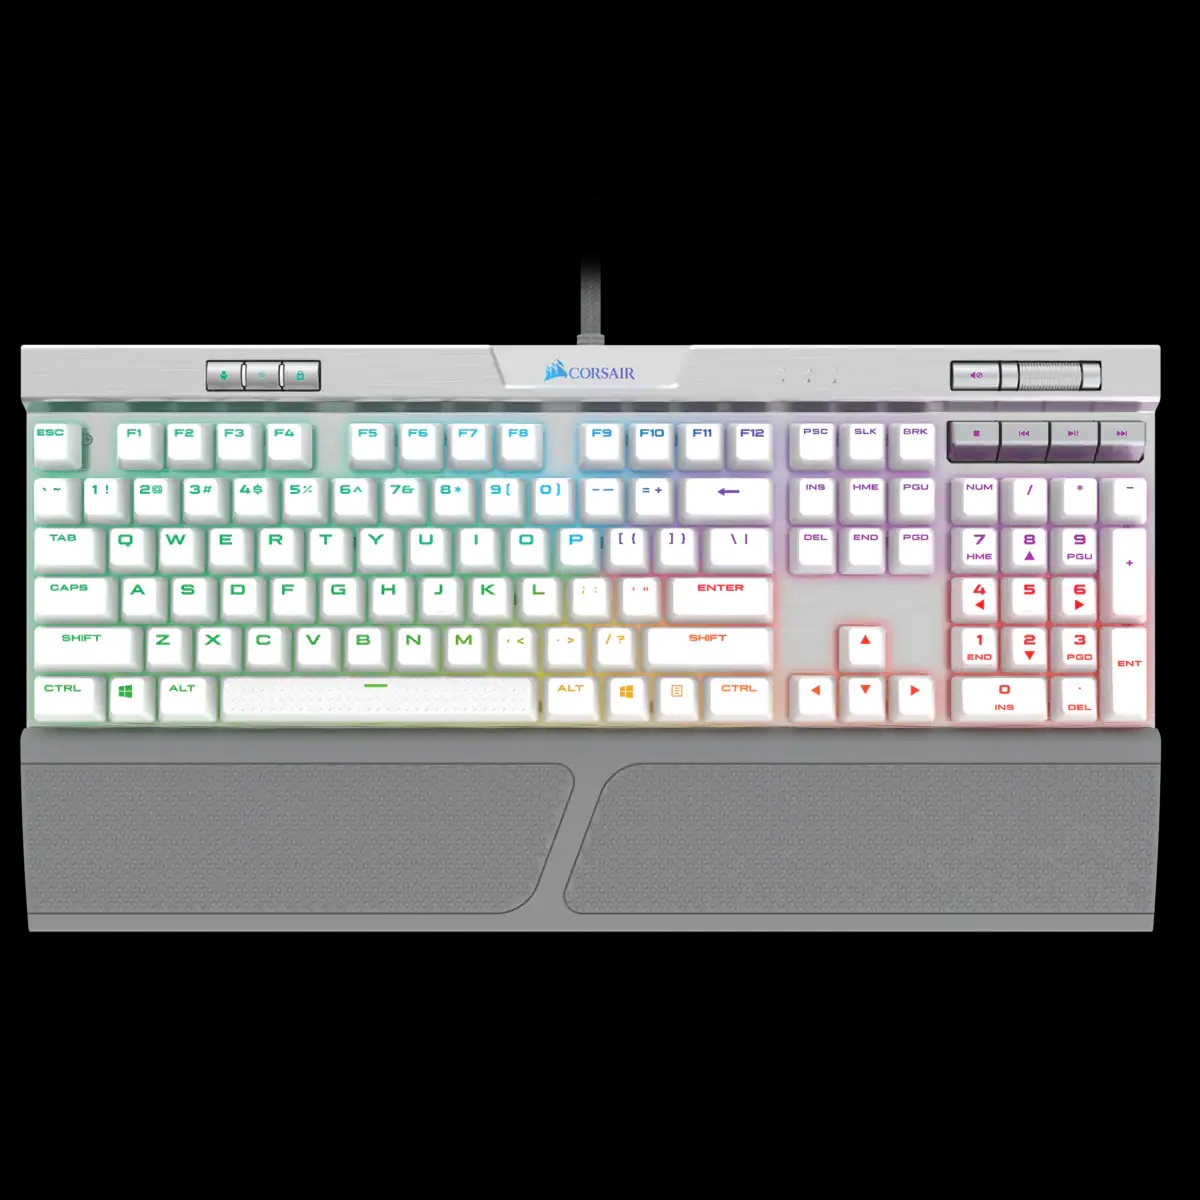 CORSAIR
ESC F1 F2 F3 F4 F5 F6 F7 F8 F9 F10 F11 F12 PSC SLK BRK
` ~ 1 ! 2 @ 3 # 4 $ 5 % 6 ^ 7 & 8 * 9 ( 0 ) - – = + INS HME PGU NUM / * -
TAB Q W E R T Y U I O P [ { ] } \ | DEL END PGD 7 HME 8 9 PGU +
CAPS A S D F G H J K L ; : ' " ENTER 4 5 6
SHIFT Z X C V B N M , < . > / ? SHIFT 1 END 2 3 PGD ENT
CTRL ALT ALT CTRL 0 INS . DEL